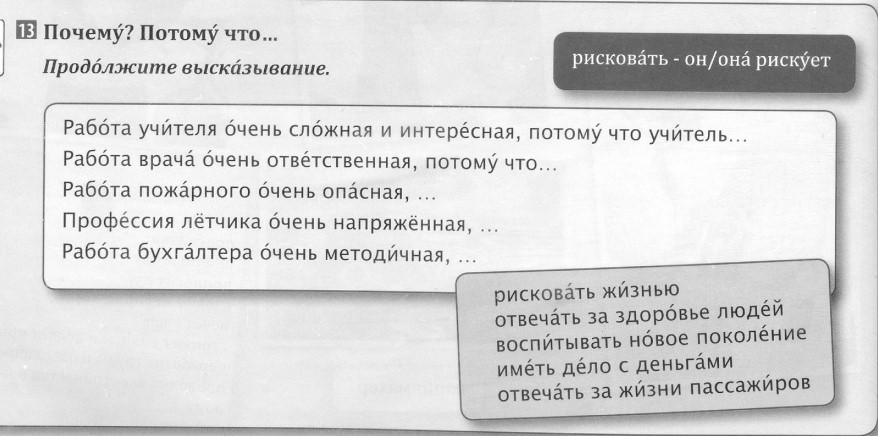 13 Почему́? Потому́ что...
Продо́лжите выска́зывание.
рискова́ть - он/она́ риску́ет
Рабо́та учи́теля о́чень сло́жная и интере́сная, потому́ что учи́тель...
Рабо́та врача́ о́чень отве́тственная, потому́ что...
Рабо́та пожа́рного о́чень опа́сная, ...
Профе́ссия лётчика о́чень напряжённая, ...
Рабо́та бухга́лтера о́чень методи́чная, ...
рискова́ть жи́знью
отвеча́ть за здоро́вье люде́й
воспи́тывать но́вое поколе́ние
име́ть де́ло с деньга́ми
отвеча́ть за жи́зни пассажи́ров